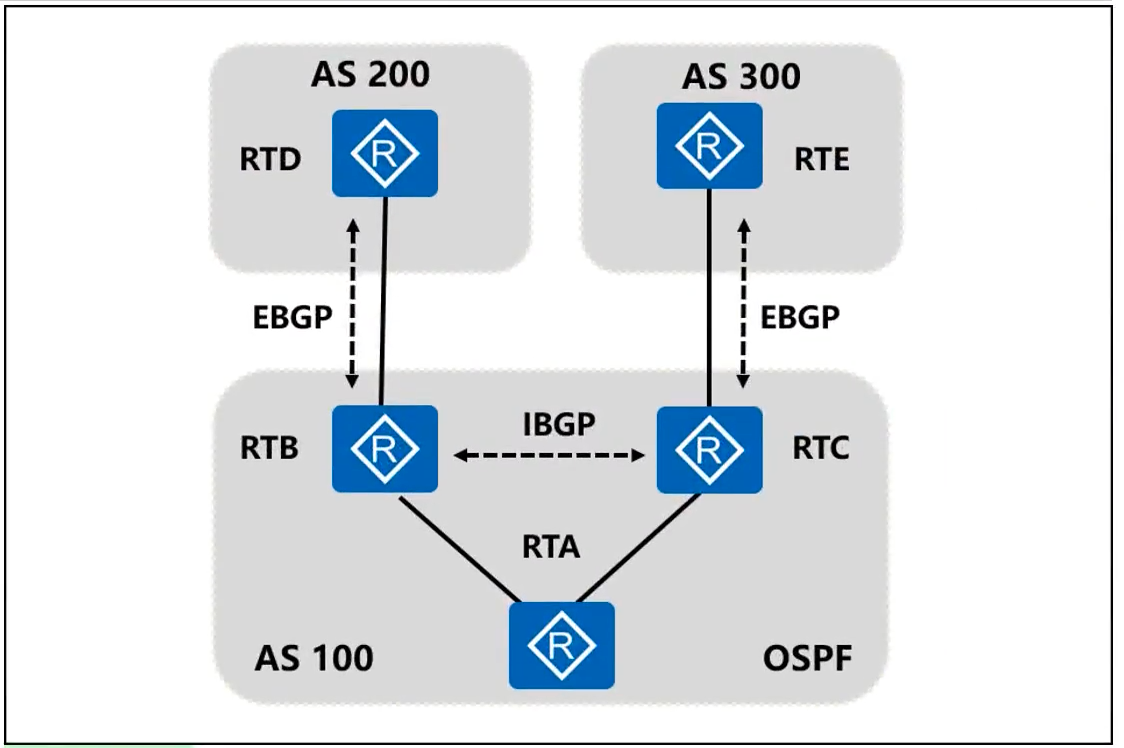 AS 200
AS 300
R
R
RTD
RTE
EBGP
EBGP
IBGP
RTB
R
R
RTC
RTA
R
AS 100
OSPF